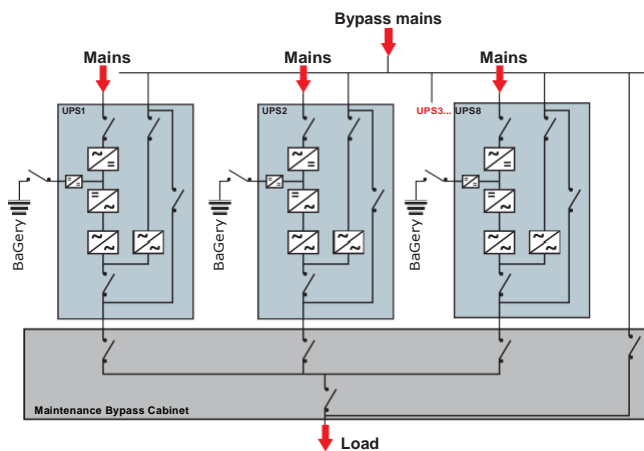 Bypass mains
Mains
Mains
Mains
UPS1
UPS2
UPS3... UPS8
BaGery
BaGery
BaGery
Maintenance Bypass Cabinet
Load